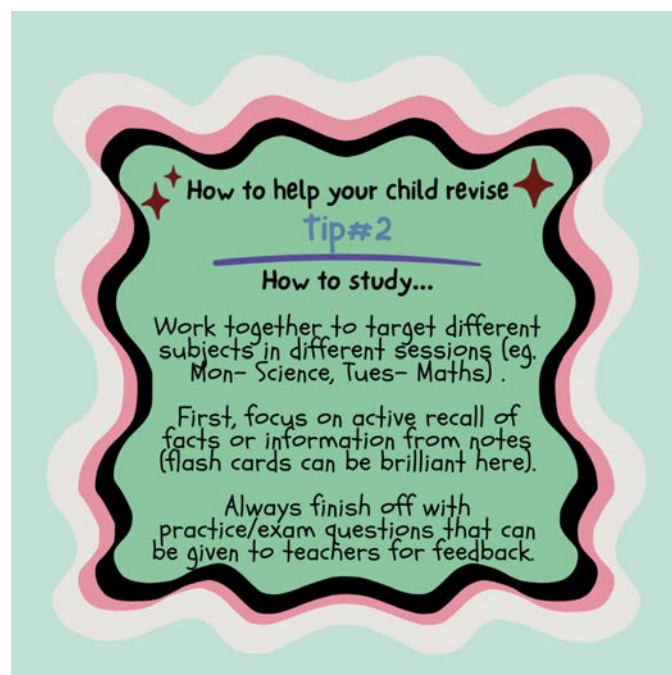 How to help your child revise
Tip#2
How to study...
Work together to target different
subjects in different sessions (eg.
Mon- Science, Tues- Maths) .
First, focus on active recall of
facts or information from notes
(flash cards can be brilliant here).
Always finish off with
practice/exam questions that can
be given to teachers for feedback.